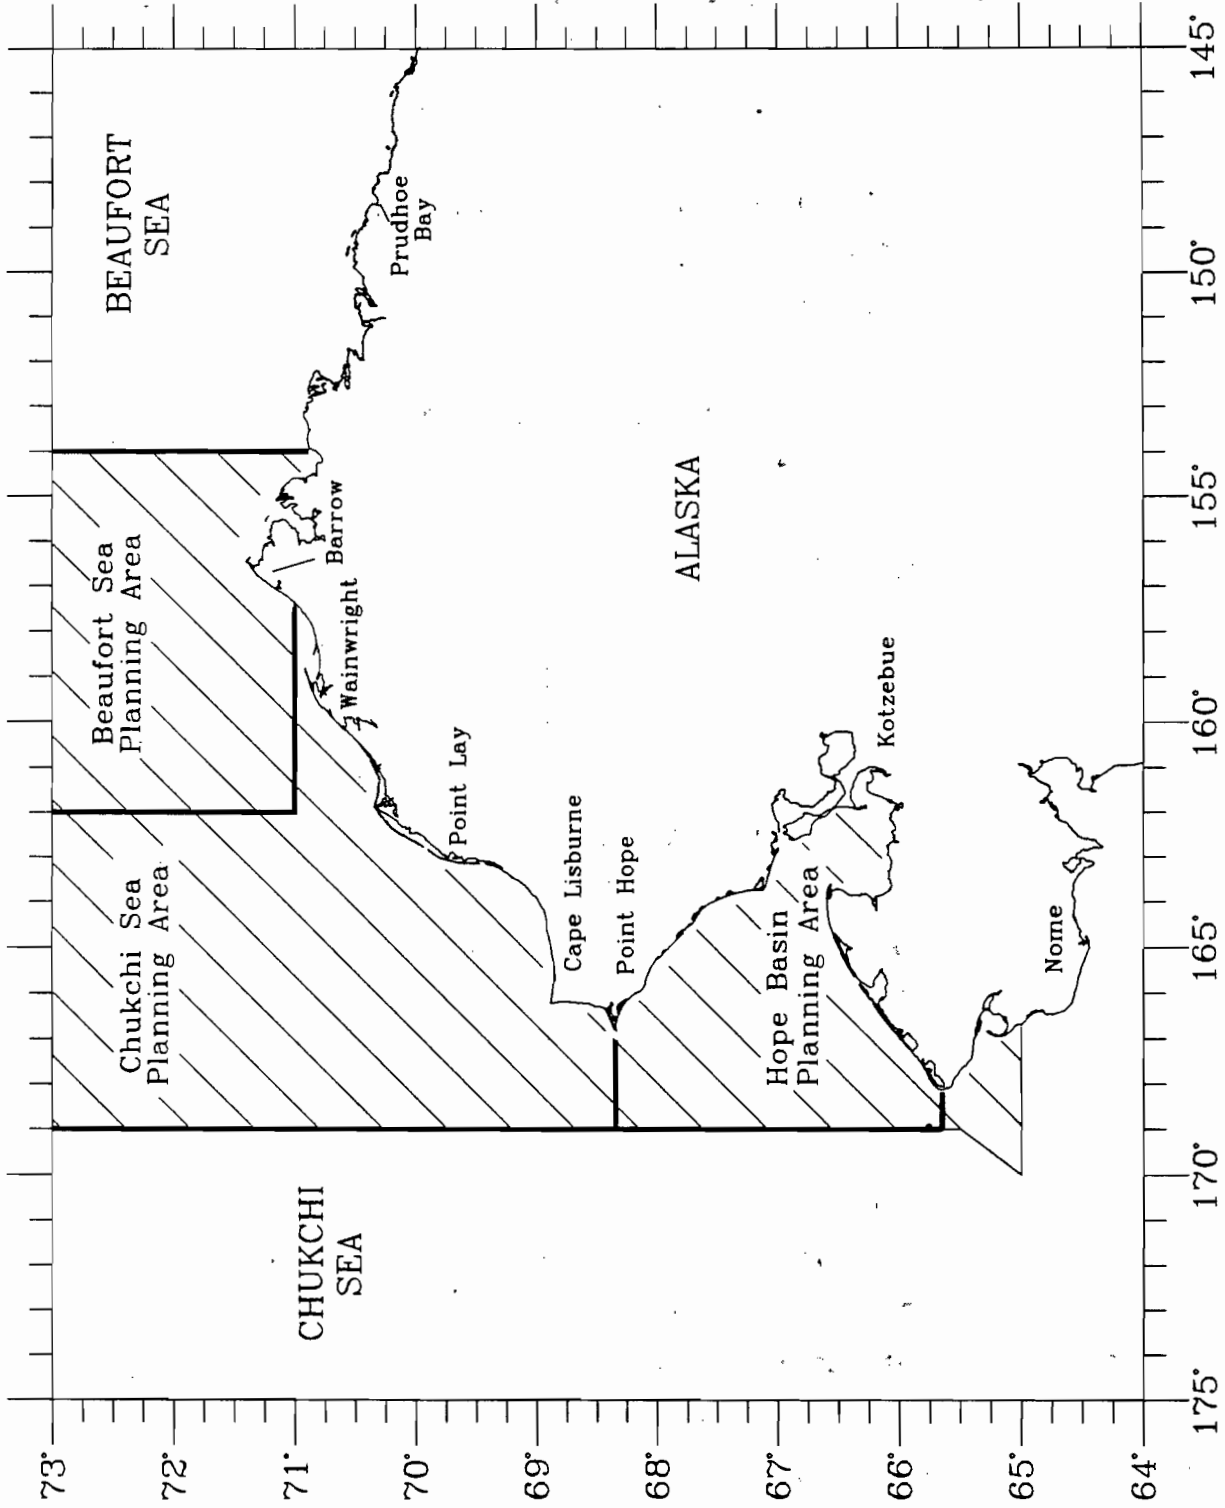 BEAUFORT
SEA
Beaufort Sea
Planning Area
Chukchi Sea
Planning Area
CHUKCHI
SEA
Prudhoe
Bay
Barrow
Wainwright
Point Lay
Cape Lisburne
Point Hope
ALASKA
Hope Basin
Planning Area
Kotzebue
Nome
73°
72°
71°
70°
69°
68°
67°
66°
65°
64°
175°
170°
165°
160°
155°
150°
145°